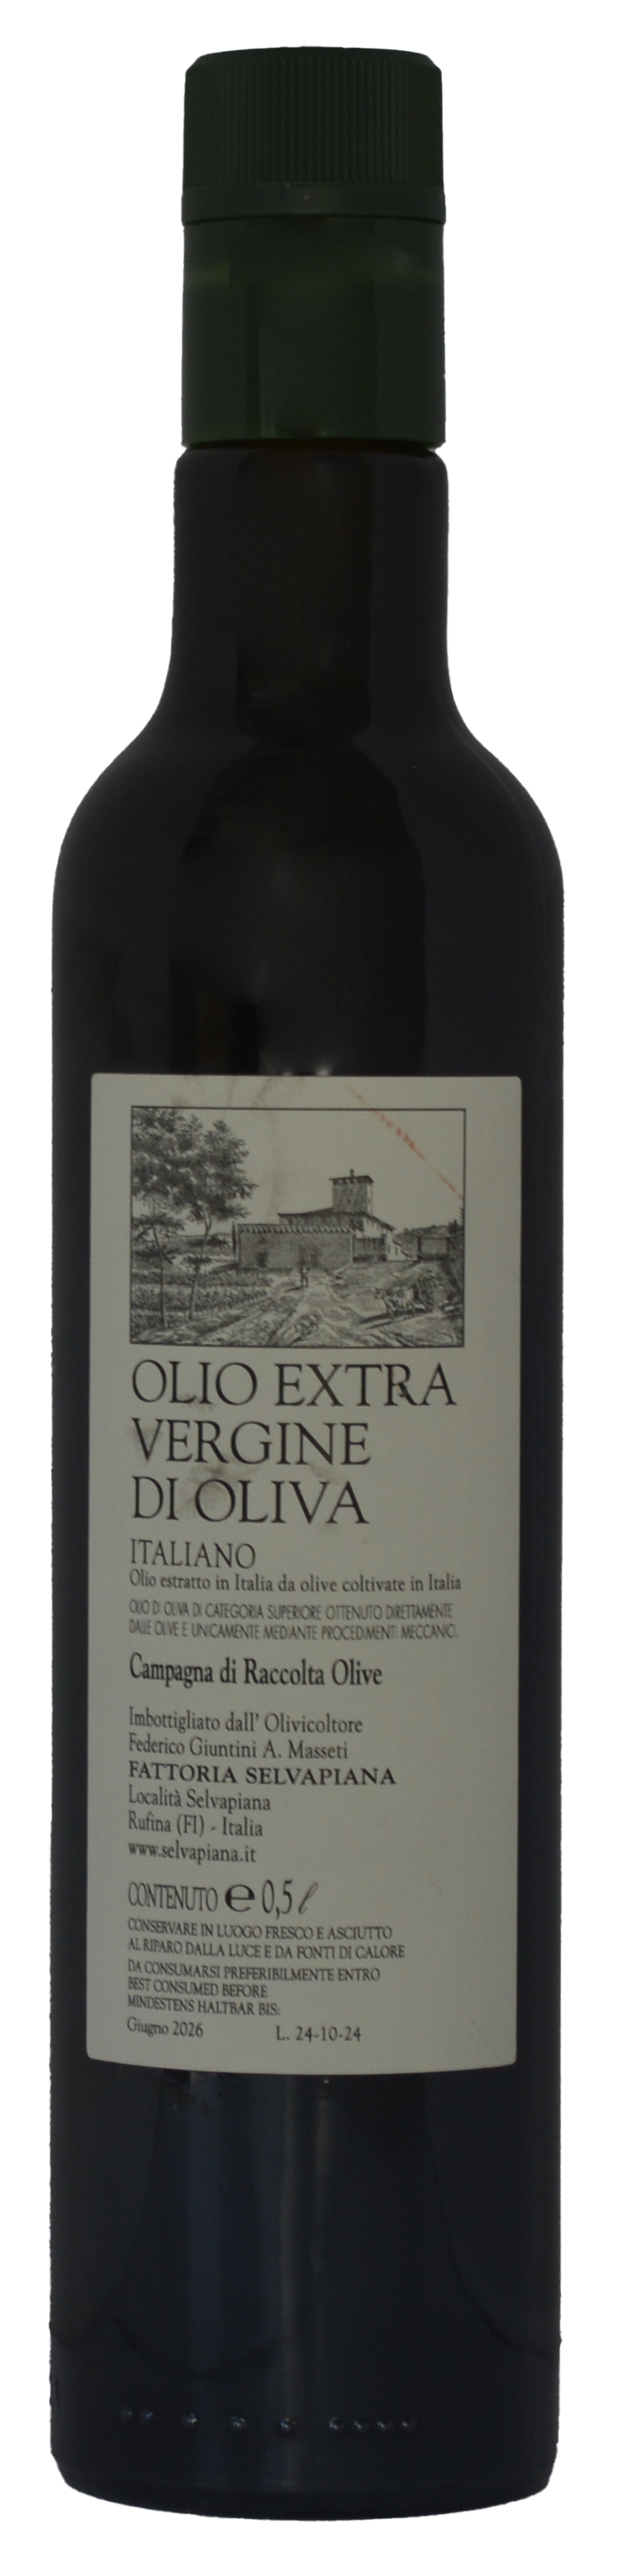 OLIO EXTRA
VERGINE
DI OLIVA
ITALIANO
Olio estratto in Italia da olive coltivate in Italia
OLIO DI OLIVA DI CATEGORIA SUPERIORE OTTENUTO DIRETTAMENTE
DALLE OLIVE E UNICAMENTE MEDIANTE PROCEDIMENTI MECCANICI.
Campagna di Raccolta Olive
Imbottigliato dall' Olivicoltore
Federico Giuntini A. Masseti
FATTORIA SELVAPIANA
Località Selvapiana
Rufina (FI) - Italia
www.selvapiana.it
CONTENUTO ℮ 0,5 ℓ
CONSERVARE IN LUOGO FRESCO E ASCIUTTO
AL RIPARO DALLA LUCE E DA FONTI DI CALORE
DA CONSUMARSI PREFERIBILMENTE ENTRO
BEST CONSUMED BEFORE
MINDESTENS HALTBAR BIS:
Giugno 2026 L. 24-10-24